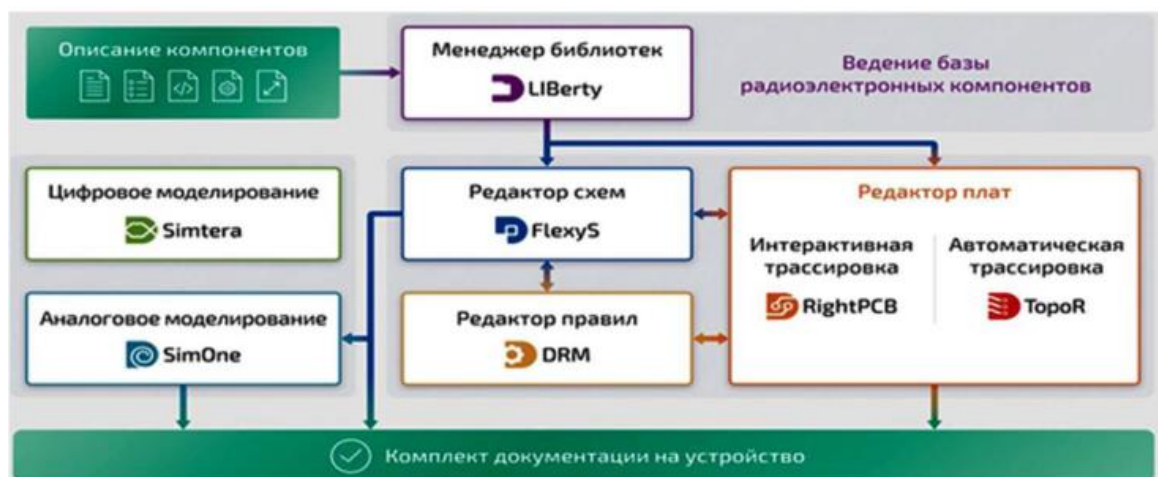 Описание компонентов
Менеджер библиотек
LIBerty
Ведение базы
радиоэлектронных компонентов
Цифровое моделирование
Simtera
Редактор схем
FlexyS
Редактор плат
Интерактивная
трассировка
RightPCB
Автоматическая
трассировка
TopoR
Аналоговое моделирование
SimOne
Редактор правил
DRM
Комплект документации на устройство